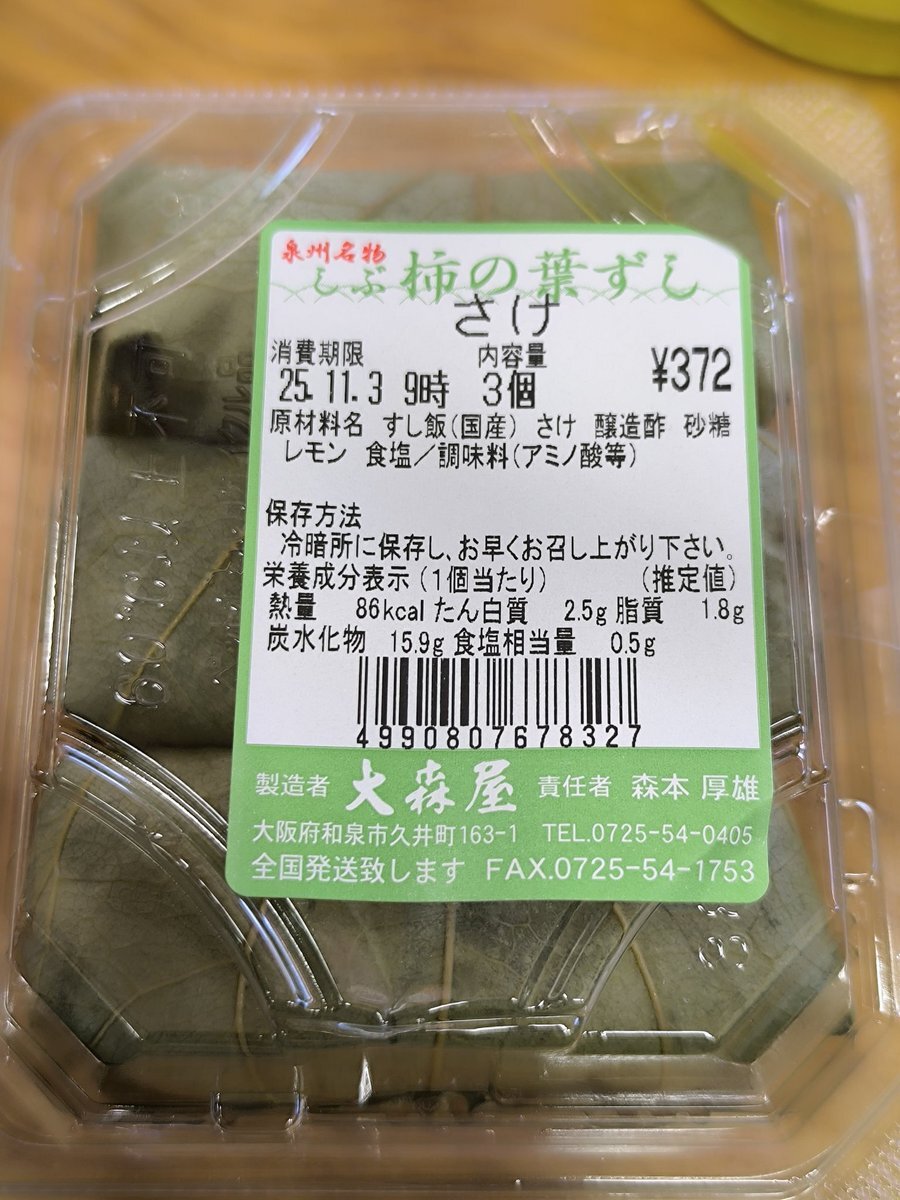 泉州名物
しぶ柿の葉ずし
さけ
消費期限 内容量
25.11.3 9時 3個 ¥372
原材料名 すし飯(国産) さけ 醸造酢 砂糖
レモン 食塩/調味料(アミノ酸等)
保存方法
冷暗所に保存し、お早くお召し上がり下さい。
栄養成分表示(1個当たり) (推定値)
熱量 86kcal たん白質 2.5g 脂質 1.8g
炭水化物 15.9g 食塩相当量 0.5g
4990807678327
製造者 大森屋 責任者 森本 厚雄
大阪府和泉市久井町163-1 TEL.0725-54-0405
全国発送致します FAX.0725-54-1753